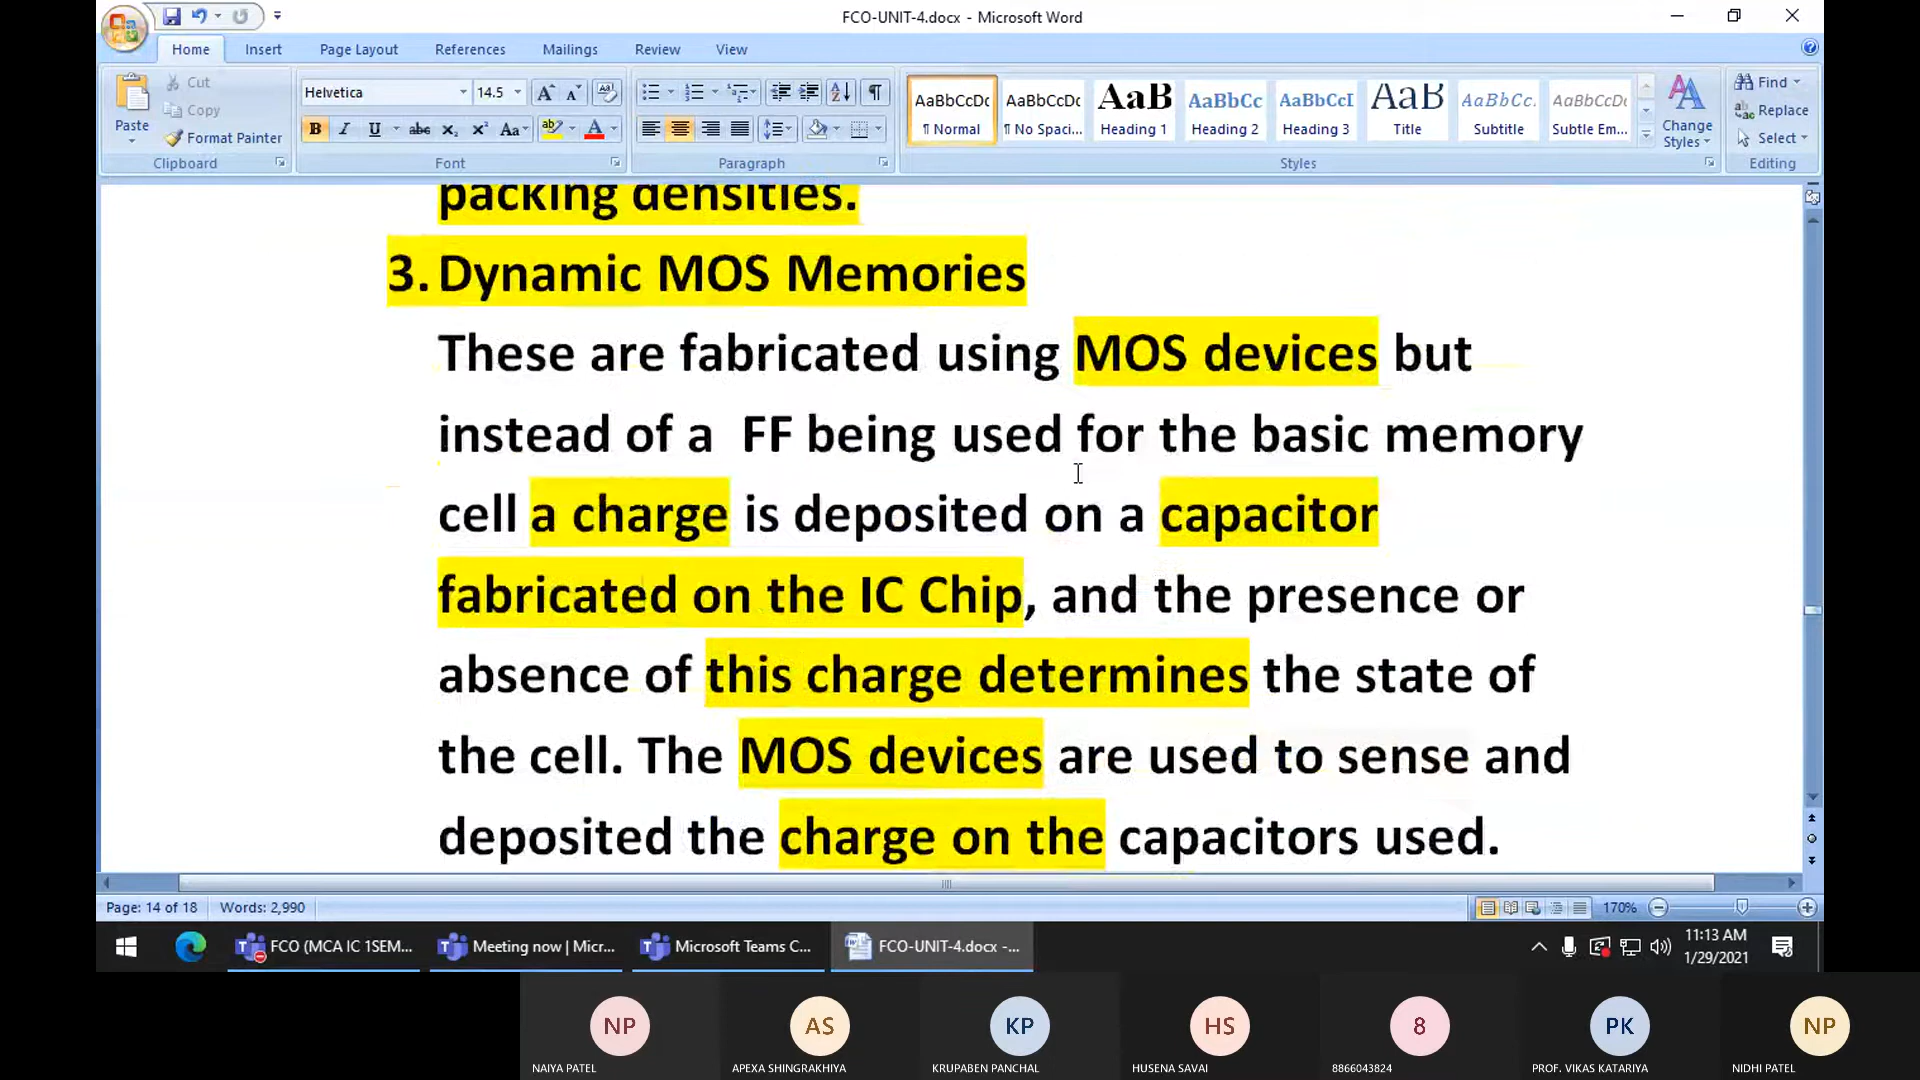 FCO-UNIT-4.docx - Microsoft Word
Home Insert Page Layout References Mailings Review View
Paste
Cut
Copy
Format Painter
Clipboard
Helvetica 14.5
Font
Paragraph
AaBbCcDc AaBbCcDc AaB AaBbCc AaBbCcI AaB AaBbCc. AaBbCcDc
¶ Normal ¶ No Spaci... Heading 1 Heading 2 Heading 3 Title Subtitle Subtle Em...
Change Styles
Styles
Find
Replace
Select
Editing
packing densities.
3. Dynamic MOS Memories
These are fabricated using MOS devices but
instead of a FF being used for the basic memory
cell a charge is deposited on a capacitor
fabricated on the IC Chip, and the presence or
absence of this charge determines the state of
the cell. The MOS devices are used to sense and
deposited the charge on the capacitors used.
Page: 14 of 18 Words: 2,990 170%
FCO (MCA IC 1SEM... Meeting now | Micr... Microsoft Teams C... FCO-UNIT-4.docx -...
11:13 AM
1/29/2021
NP AS KP HS 8 PK NP
NAIYA PATEL APEXA SHINGRAKHIYA KRUPABEN PANCHAL HUSENA SAVAI 8866043824 PROF. VIKAS KATARIYA NIDHI PATEL